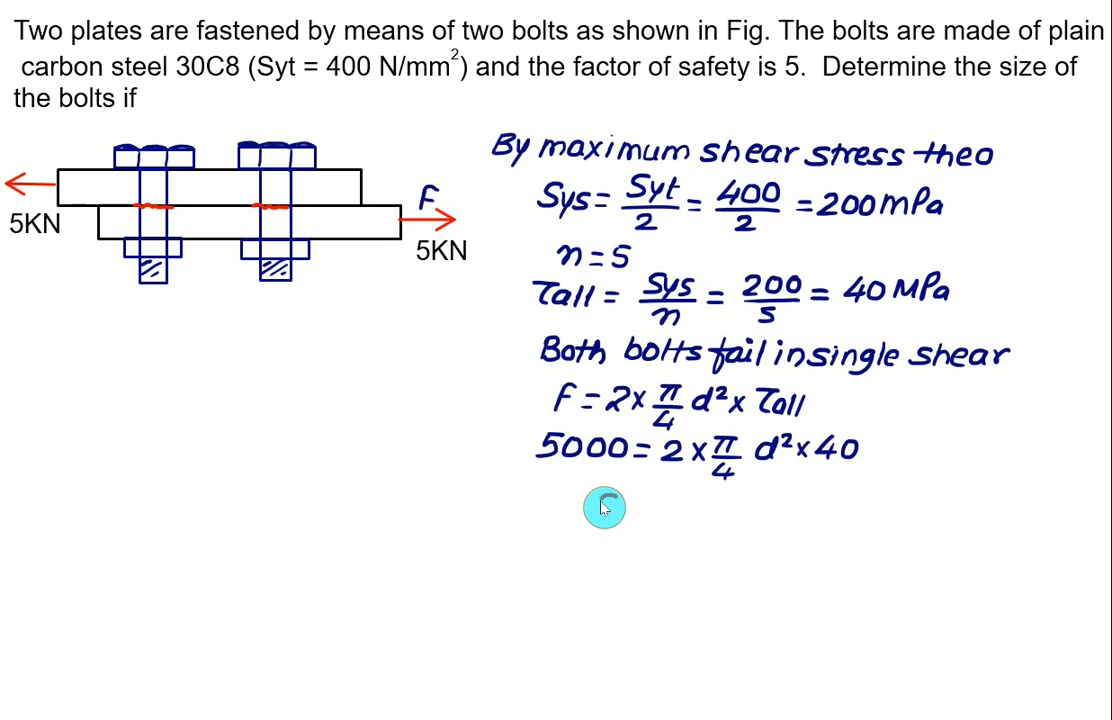 Two plates are fastened by means of two bolts as shown in Fig. The bolts are made of plain
carbon steel 30C8 (Syt = 400 N/mm²) and the factor of safety is 5. Determine the size of
the bolts if
5KN
F
5KN
By maximum shear stress theo
Sys = Syt/2 = 400/2 = 200mPa
n = 5
τall = Sys/n = 200/5 = 40 MPa
Both bolts fail in single shear
F = 2 x π/4 d² x τall
5000 = 2 x π/4 d² x 40